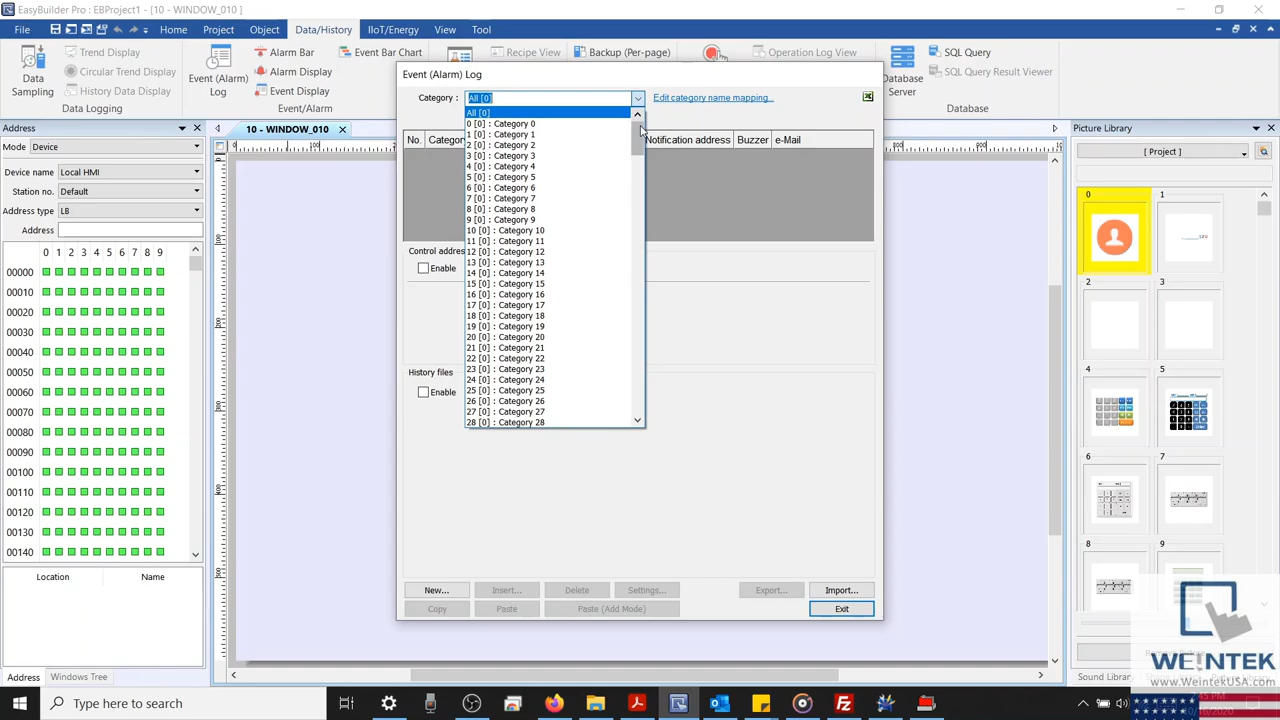 EasyBuilder Pro : EBProject1 - [10 - WINDOW_010 ]
File Home Project Object Data/History IIoT/Energy View Tool
Trend Display
Circular Trend Display
History Data Display
Data Sampling
Data Logging
Event (Alarm) Log
Alarm Bar
Alarm Display
Event Display
Event Bar Chart
Event/Alarm
Recipe View
Backup (Per-page)
Operation Log View
Database Server
SQL Query
SQL Query Result Viewer
Database
Address
Mode Device
Device name Local HMI
Station no. Default
Address type LB
Address
0 1 2 3 4 5 6 7 8 9
00000
00010
00020
00030
00040
00050
00060
00070
00080
00090
00100
00110
00120
00130
00140
Location Name
Address Windows Tree
10 - WINDOW_010
Event (Alarm) Log
Category : All [0] Edit category name mapping...
No. Categor Notification address Buzzer e-Mail
All [0]
0 [0] : Category 0
1 [0] : Category 1
2 [0] : Category 2
3 [0] : Category 3
4 [0] : Category 4
5 [0] : Category 5
6 [0] : Category 6
7 [0] : Category 7
8 [0] : Category 8
9 [0] : Category 9
10 [0] : Category 10
11 [0] : Category 11
12 [0] : Category 12
13 [0] : Category 13
14 [0] : Category 14
15 [0] : Category 15
16 [0] : Category 16
17 [0] : Category 17
18 [0] : Category 18
19 [0] : Category 19
20 [0] : Category 20
21 [0] : Category 21
22 [0] : Category 22
23 [0] : Category 23
24 [0] : Category 24
25 [0] : Category 25
26 [0] : Category 26
27 [0] : Category 27
28 [0] : Category 28
Control addres
Enable
History files
Enable
New... Insert... Delete Settings... Export... Import...
Copy Paste Paste (Add Mode) Exit
Picture Library
[ Project ]
0 1
2 3
4 5
6 7
8 9
Sound Library
WEINTEK
www.WeintekUSA.com
Type here to search